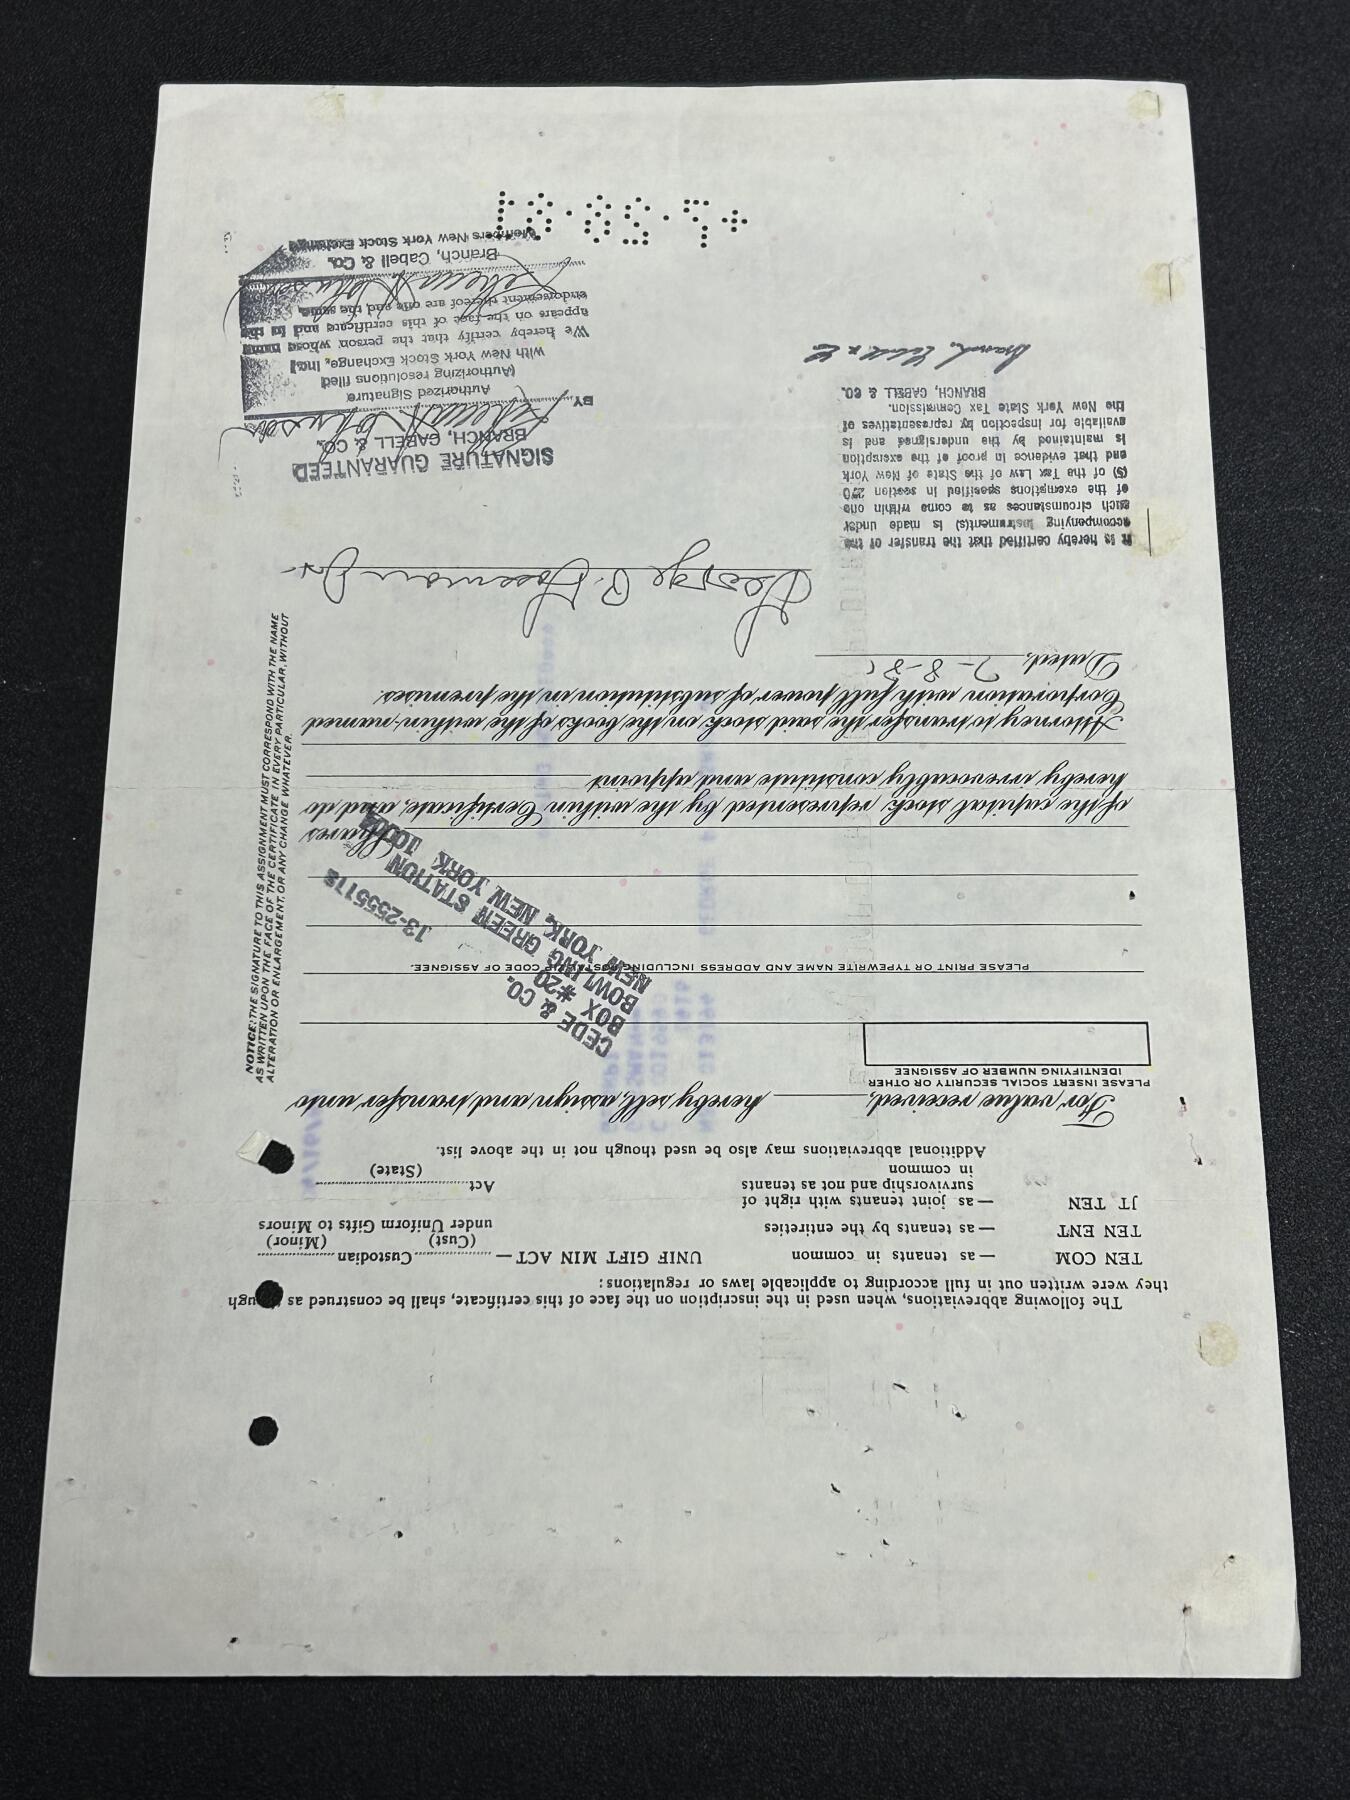 The following abbreviations, when used in the inscription on the face of this certificate, shall be construed as though
they were written out in full according to applicable laws or regulations:
TEN COM — as tenants in common UNIF GIFT MIN ACT — ............ Custodian ............
(Cust) (Minor)
TEN ENT — as tenants by the entireties under Uniform Gifts to Minors
JT TEN — as joint tenants with right of
survivorship and not as tenants
in common
Act ............
(State)
Additional abbreviations may also be used though not in the above list.
For value received, hereby sell, assign and transfer unto
PLEASE INSERT SOCIAL SECURITY OR OTHER
IDENTIFYING NUMBER OF ASSIGNEE
CEDE & CO.
BOX #20
BOWLING GREEN STATION
NEW YORK, NEW YORK 10004
13-2555119
PLEASE PRINT OR TYPEWRITE NAME AND ADDRESS INCLUDING POSTAL ZIP CODE OF ASSIGNEE.
Shares
of the capital stock represented by the within Certificate, and do
hereby irrevocably constitute and appoint
Attorney to transfer the said stock on the books of the within-named
Corporation with full power of substitution in the premises.
Dated, 7-8-81
George P. Jr.
NOTICE: THE SIGNATURE TO THIS ASSIGNMENT MUST CORRESPOND WITH THE NAME
AS WRITTEN UPON THE FACE OF THE CERTIFICATE IN EVERY PARTICULAR, WITHOUT
ALTERATION OR ENLARGEMENT, OR ANY CHANGE WHATEVER.
It is hereby certified that the transfer of the
accompanying instrument(s) is made under
such circumstances as to come within one
of the exemptions specified in section 270
(5) of the Tax Law of the State of New York
and that evidence in proof of the exemption
is maintained by the undersigned and is
available for inspection by representatives of
the New York State Tax Commission.
BRANCH, CABELL & CO.
Branch, Cabell & Co
SIGNATURE GUARANTEED
BRANCH, CABELL & CO.
BY Rebecca K Johnson
Authorized Signature
(Authorizing resolutions filed
with New York Stock Exchange, Inc.)
We hereby certify that the person whose name
appears on the face of this certificate and in the
endorsement thereof are one and the same.
Rebecca K Johnson
Branch, Cabell & Co.
Members New York Stock Exchange
+7·28·81